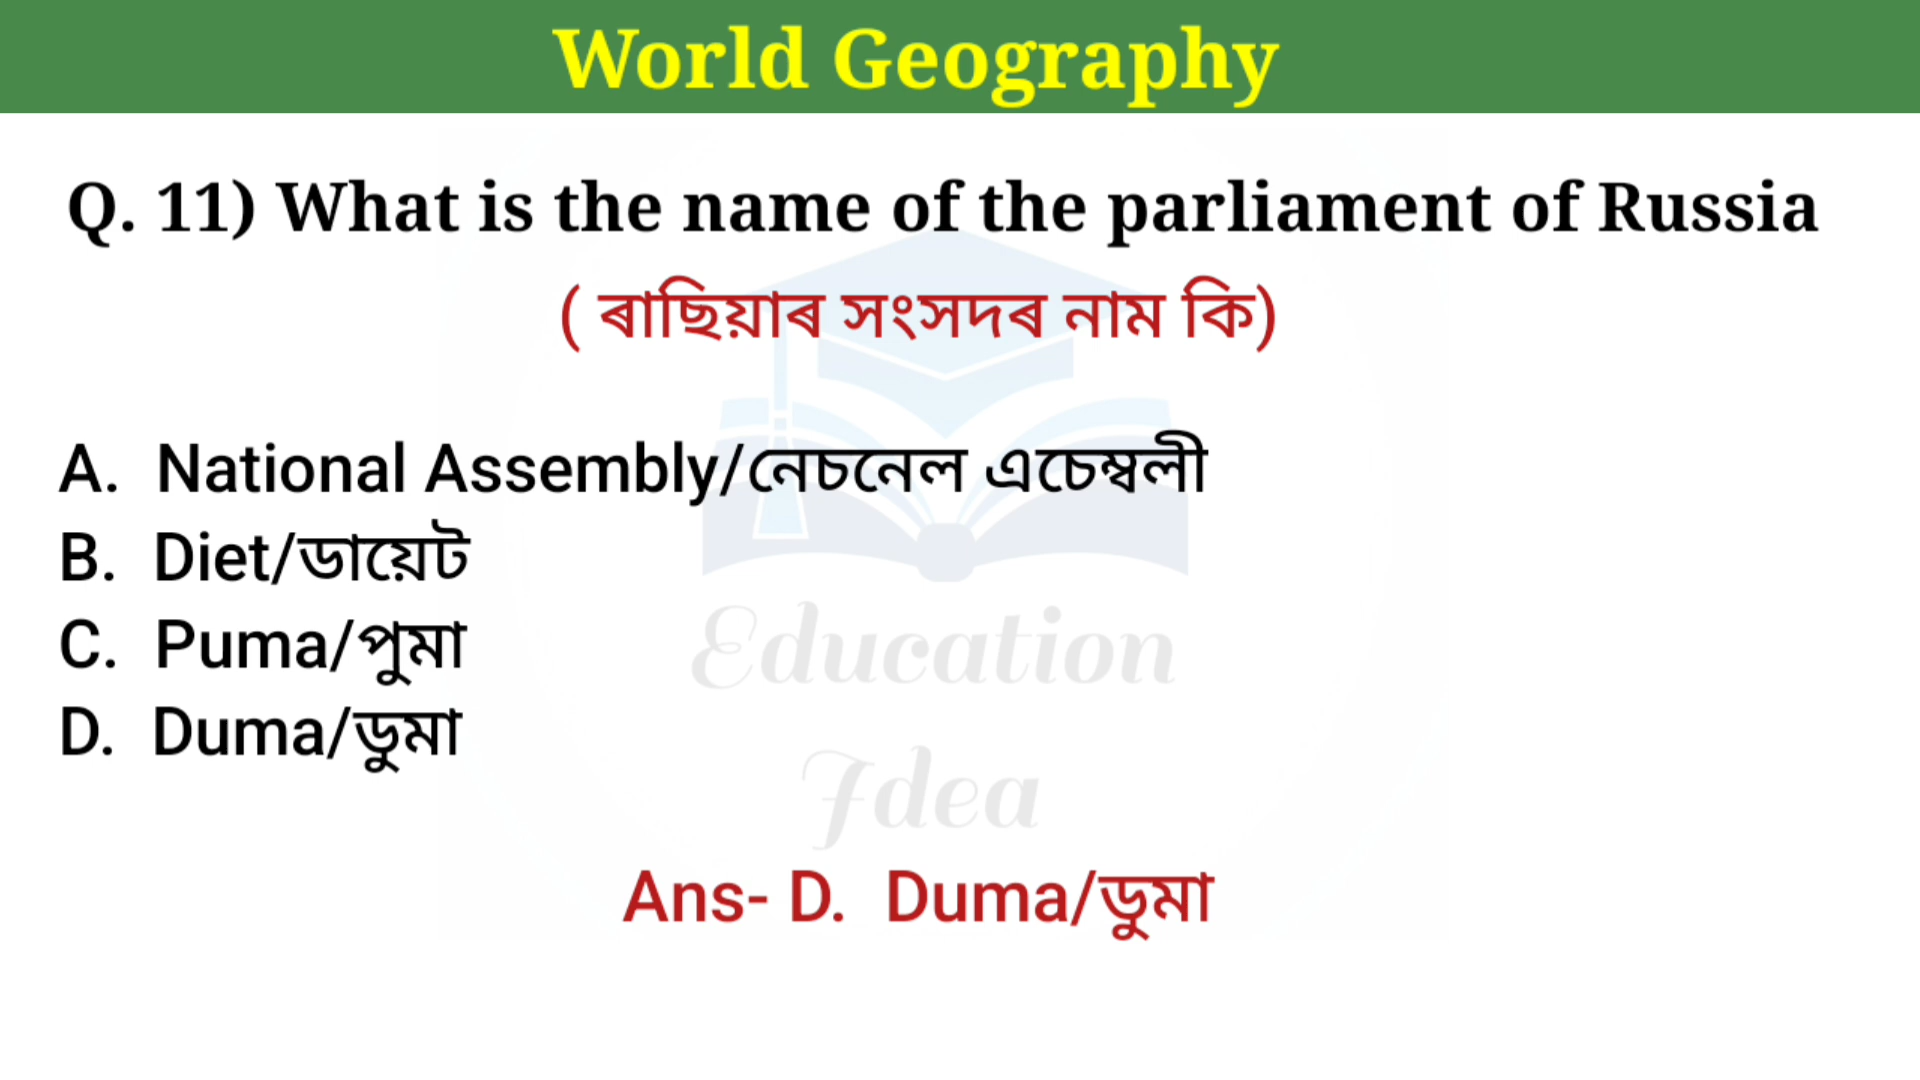 World Geography
Q. 11) What is the name of the parliament of Russia
( ৰাছিয়াৰ সংসদৰ নাম কি)
A. National Assembly/নেচনেল এচেম্বলী
B. Diet/ডায়েট
C. Puma/পুমা
D. Duma/ডুমা
Education
Idea
Ans- D. Duma/ডুমা